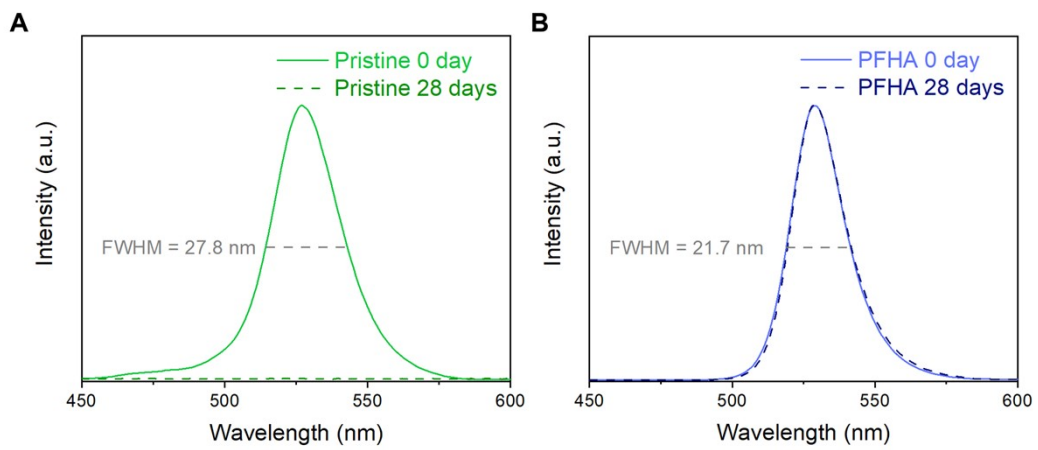 A
Pristine 0 day
Pristine 28 days
Intensity (a.u.)
FWHM = 27.8 nm
450 500 550 600
Wavelength (nm)
B
PFHA 0 day
PFHA 28 days
Intensity (a.u.)
FWHM = 21.7 nm
450 500 550 600
Wavelength (nm)